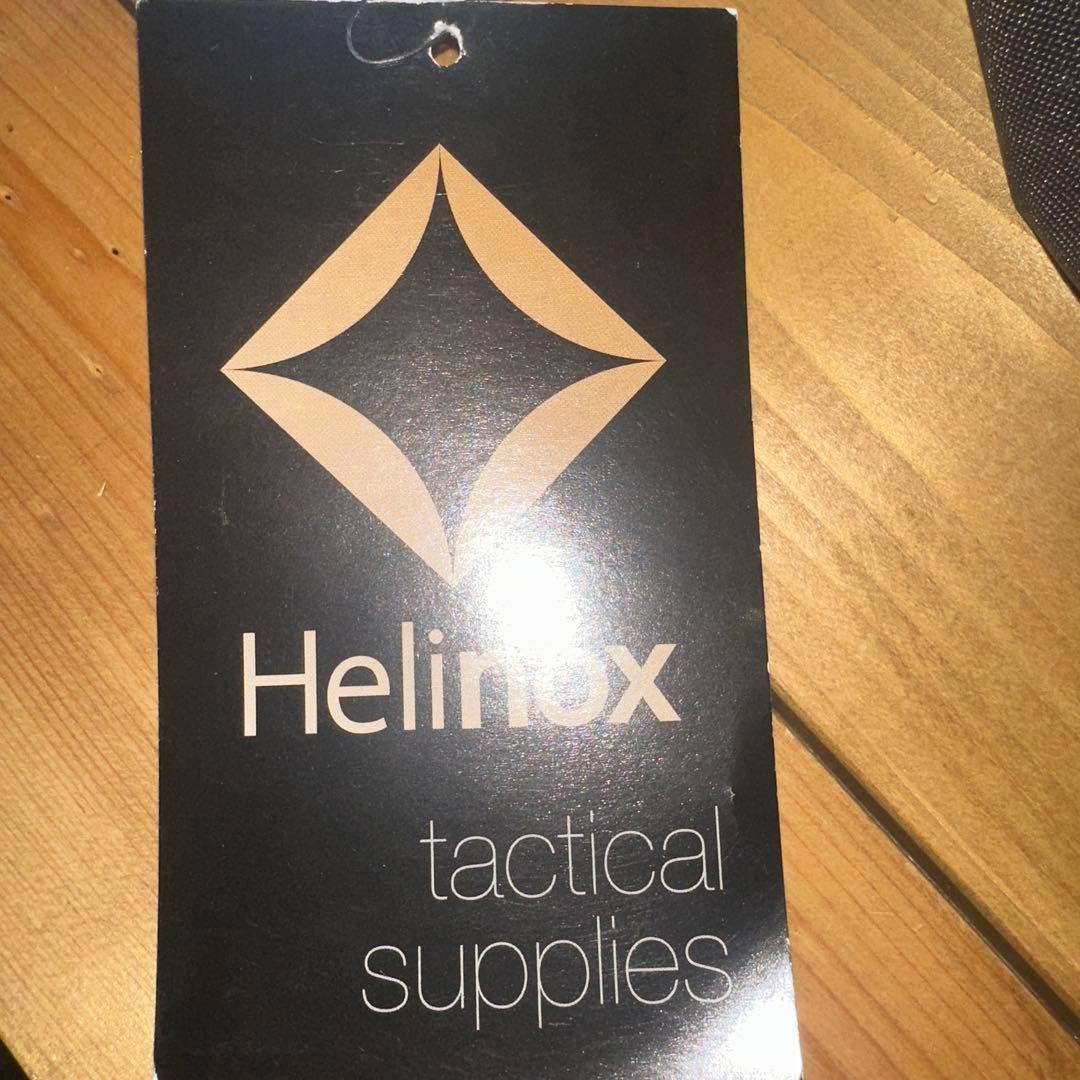 Helinox
tactical
supplies